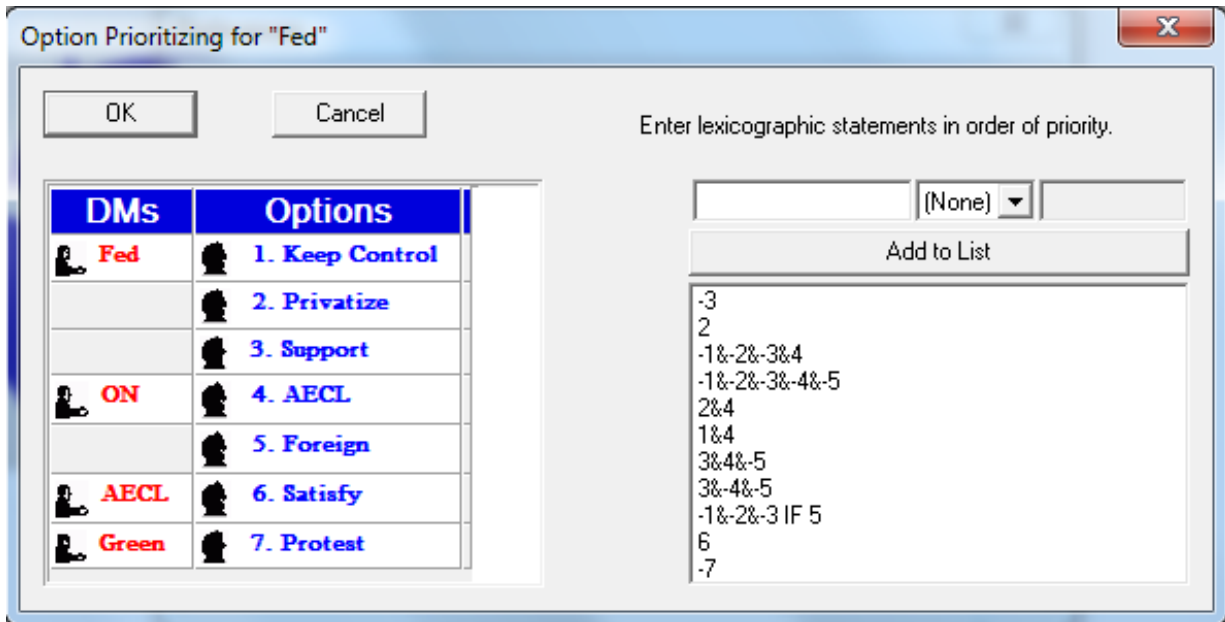 Option Prioritizing for "Fed"
OK
Cancel
Enter lexicographic statements in order of priority.
DMs Options
Fed 1. Keep Control
2. Privatize
3. Support
ON 4. AECL
5. Foreign
AECL 6. Satisfy
Green 7. Protest
(None)
Add to List
-3
2
-1&-2&-3&4
-1&-2&-3&-4&-5
2&4
1&4
3&4&-5
3&-4&-5
-1&-2&-3 IF 5
6
-7